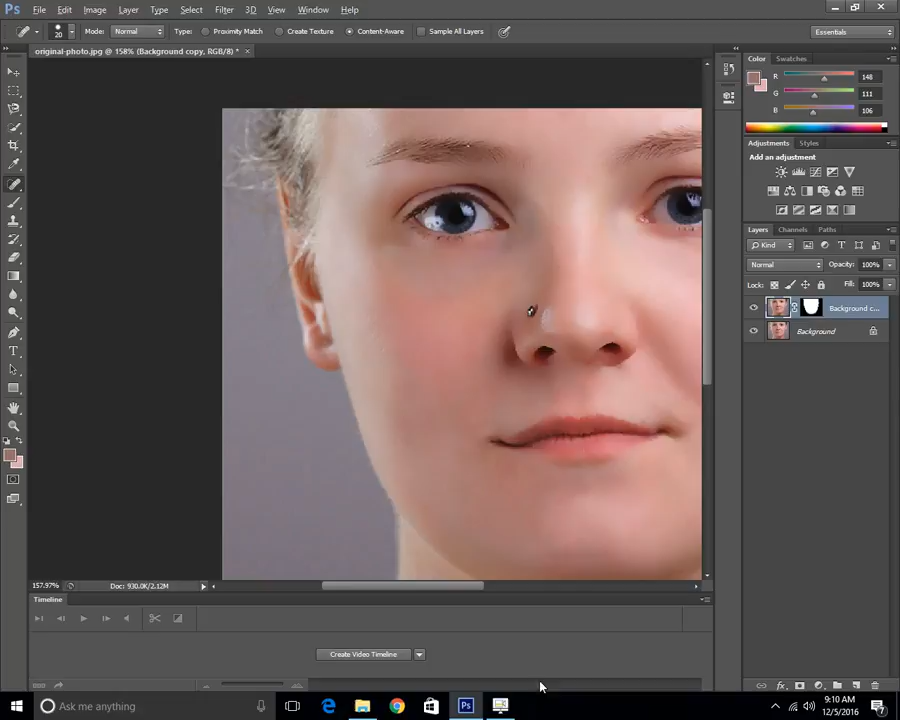 Ps File Edit Image Layer Type Select Filter 3D View Window Help
20 Mode: Normal Type: Proximity Match Create Texture Content-Aware Sample All Layers Essentials
original-photo.jpg @ 158% (Background copy, RGB/8) * ×
Color Swatches
R 148
G 111
B 106
Adjustments Styles
Add an adjustment
Layers Channels Paths
Kind
Normal Opacity: 100%
Lock: Fill: 100%
Background c...
Background
157.97% Doc: 930.0K/2.12M
Timeline
Create Video Timeline
Ask me anything
Ps
9:10 AM
12/5/2016